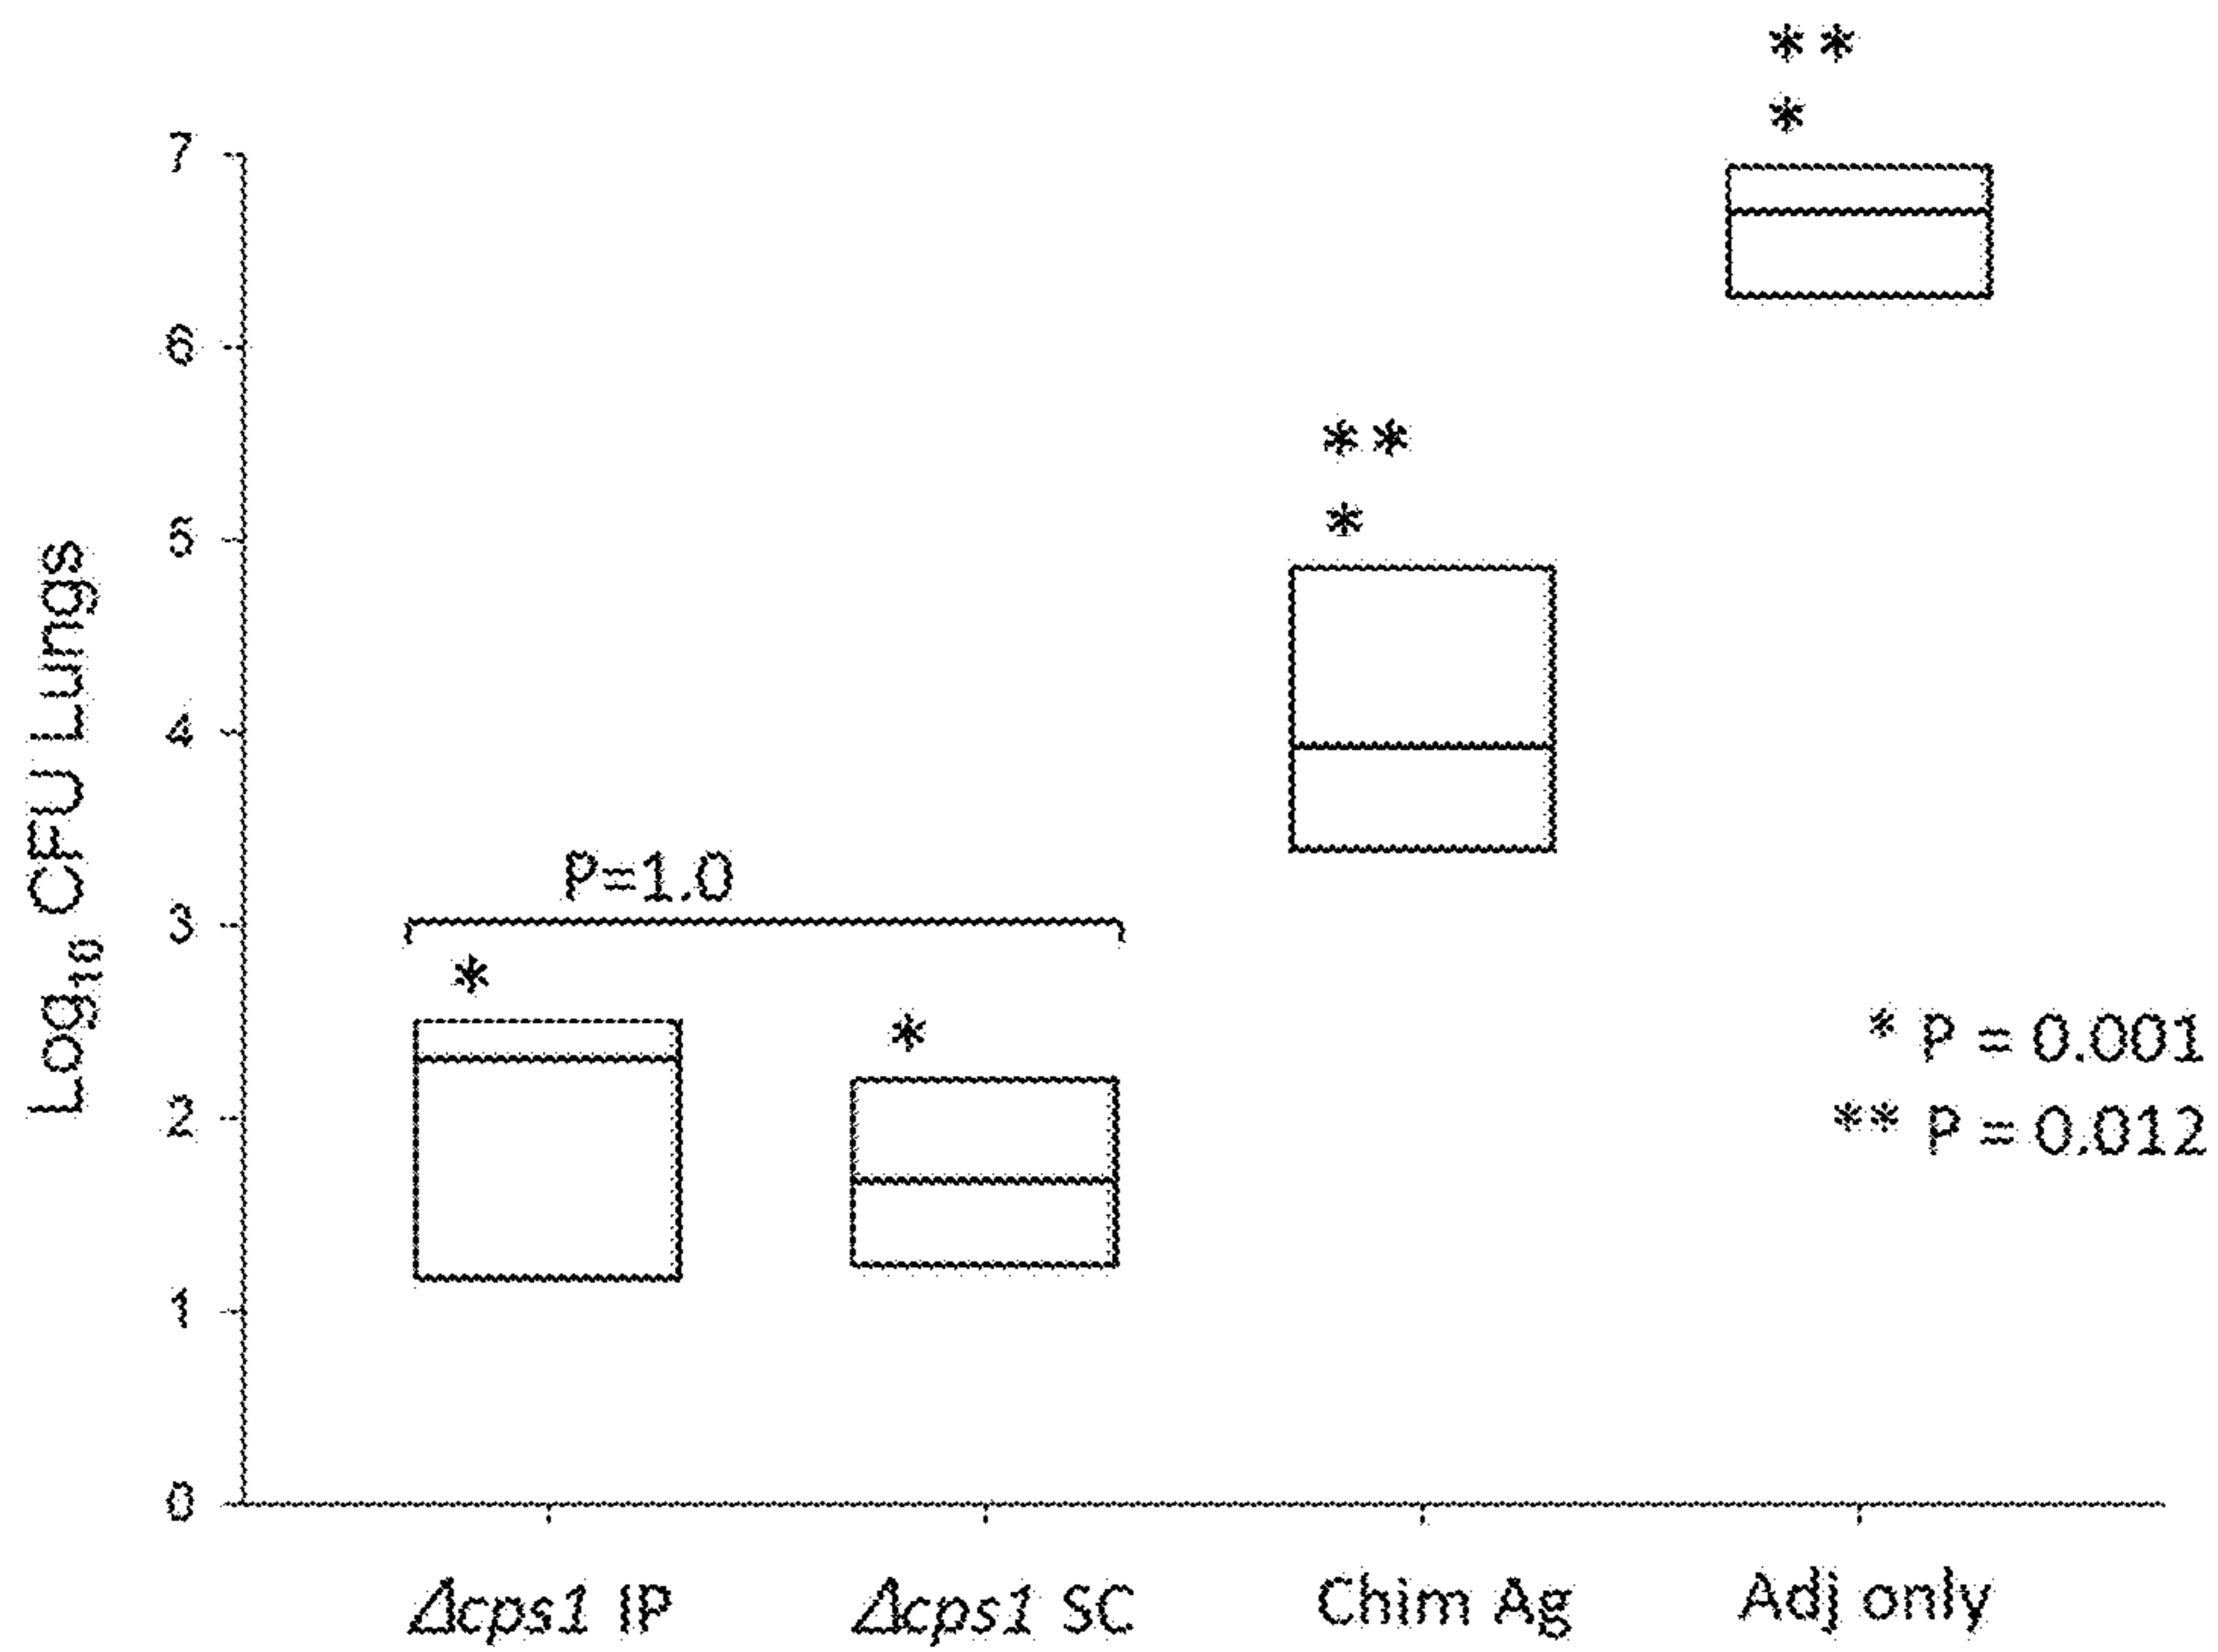 **
*
7
6
5
4
3
2
1
0
Log10 CFU Lungs
**
*
P=1.0
*
*
* P = 0.001
** P = 0.012
Δcps1 IP
Δcps1 SC
Chim Ag
Adj only